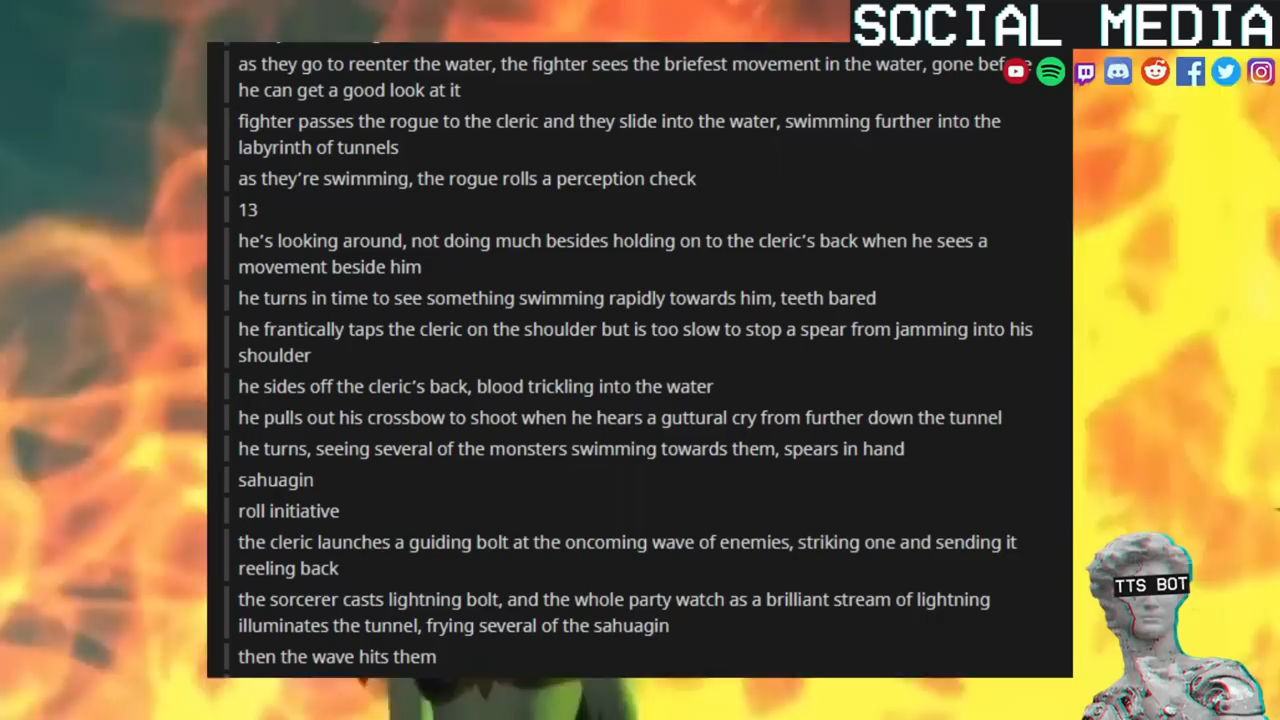 SOCIAL MEDIA
as they go to reenter the water, the fighter sees the briefest movement in the water, gone before
he can get a good look at it
fighter passes the rogue to the cleric and they slide into the water, swimming further into the
labyrinth of tunnels
as they're swimming, the rogue rolls a perception check
13
he's looking around, not doing much besides holding on to the cleric's back when he sees a
movement beside him
he turns in time to see something swimming rapidly towards him, teeth bared
he frantically taps the cleric on the shoulder but is too slow to stop a spear from jamming into his
shoulder
he sides off the cleric's back, blood trickling into the water
he pulls out his crossbow to shoot when he hears a guttural cry from further down the tunnel
he turns, seeing several of the monsters swimming towards them, spears in hand
sahuagin
roll initiative
the cleric launches a guiding bolt at the oncoming wave of enemies, striking one and sending it
reeling back
the sorcerer casts lightning bolt, and the whole party watch as a brilliant stream of lightning
illuminates the tunnel, frying several of the sahuagin
then the wave hits them
TTS BOT